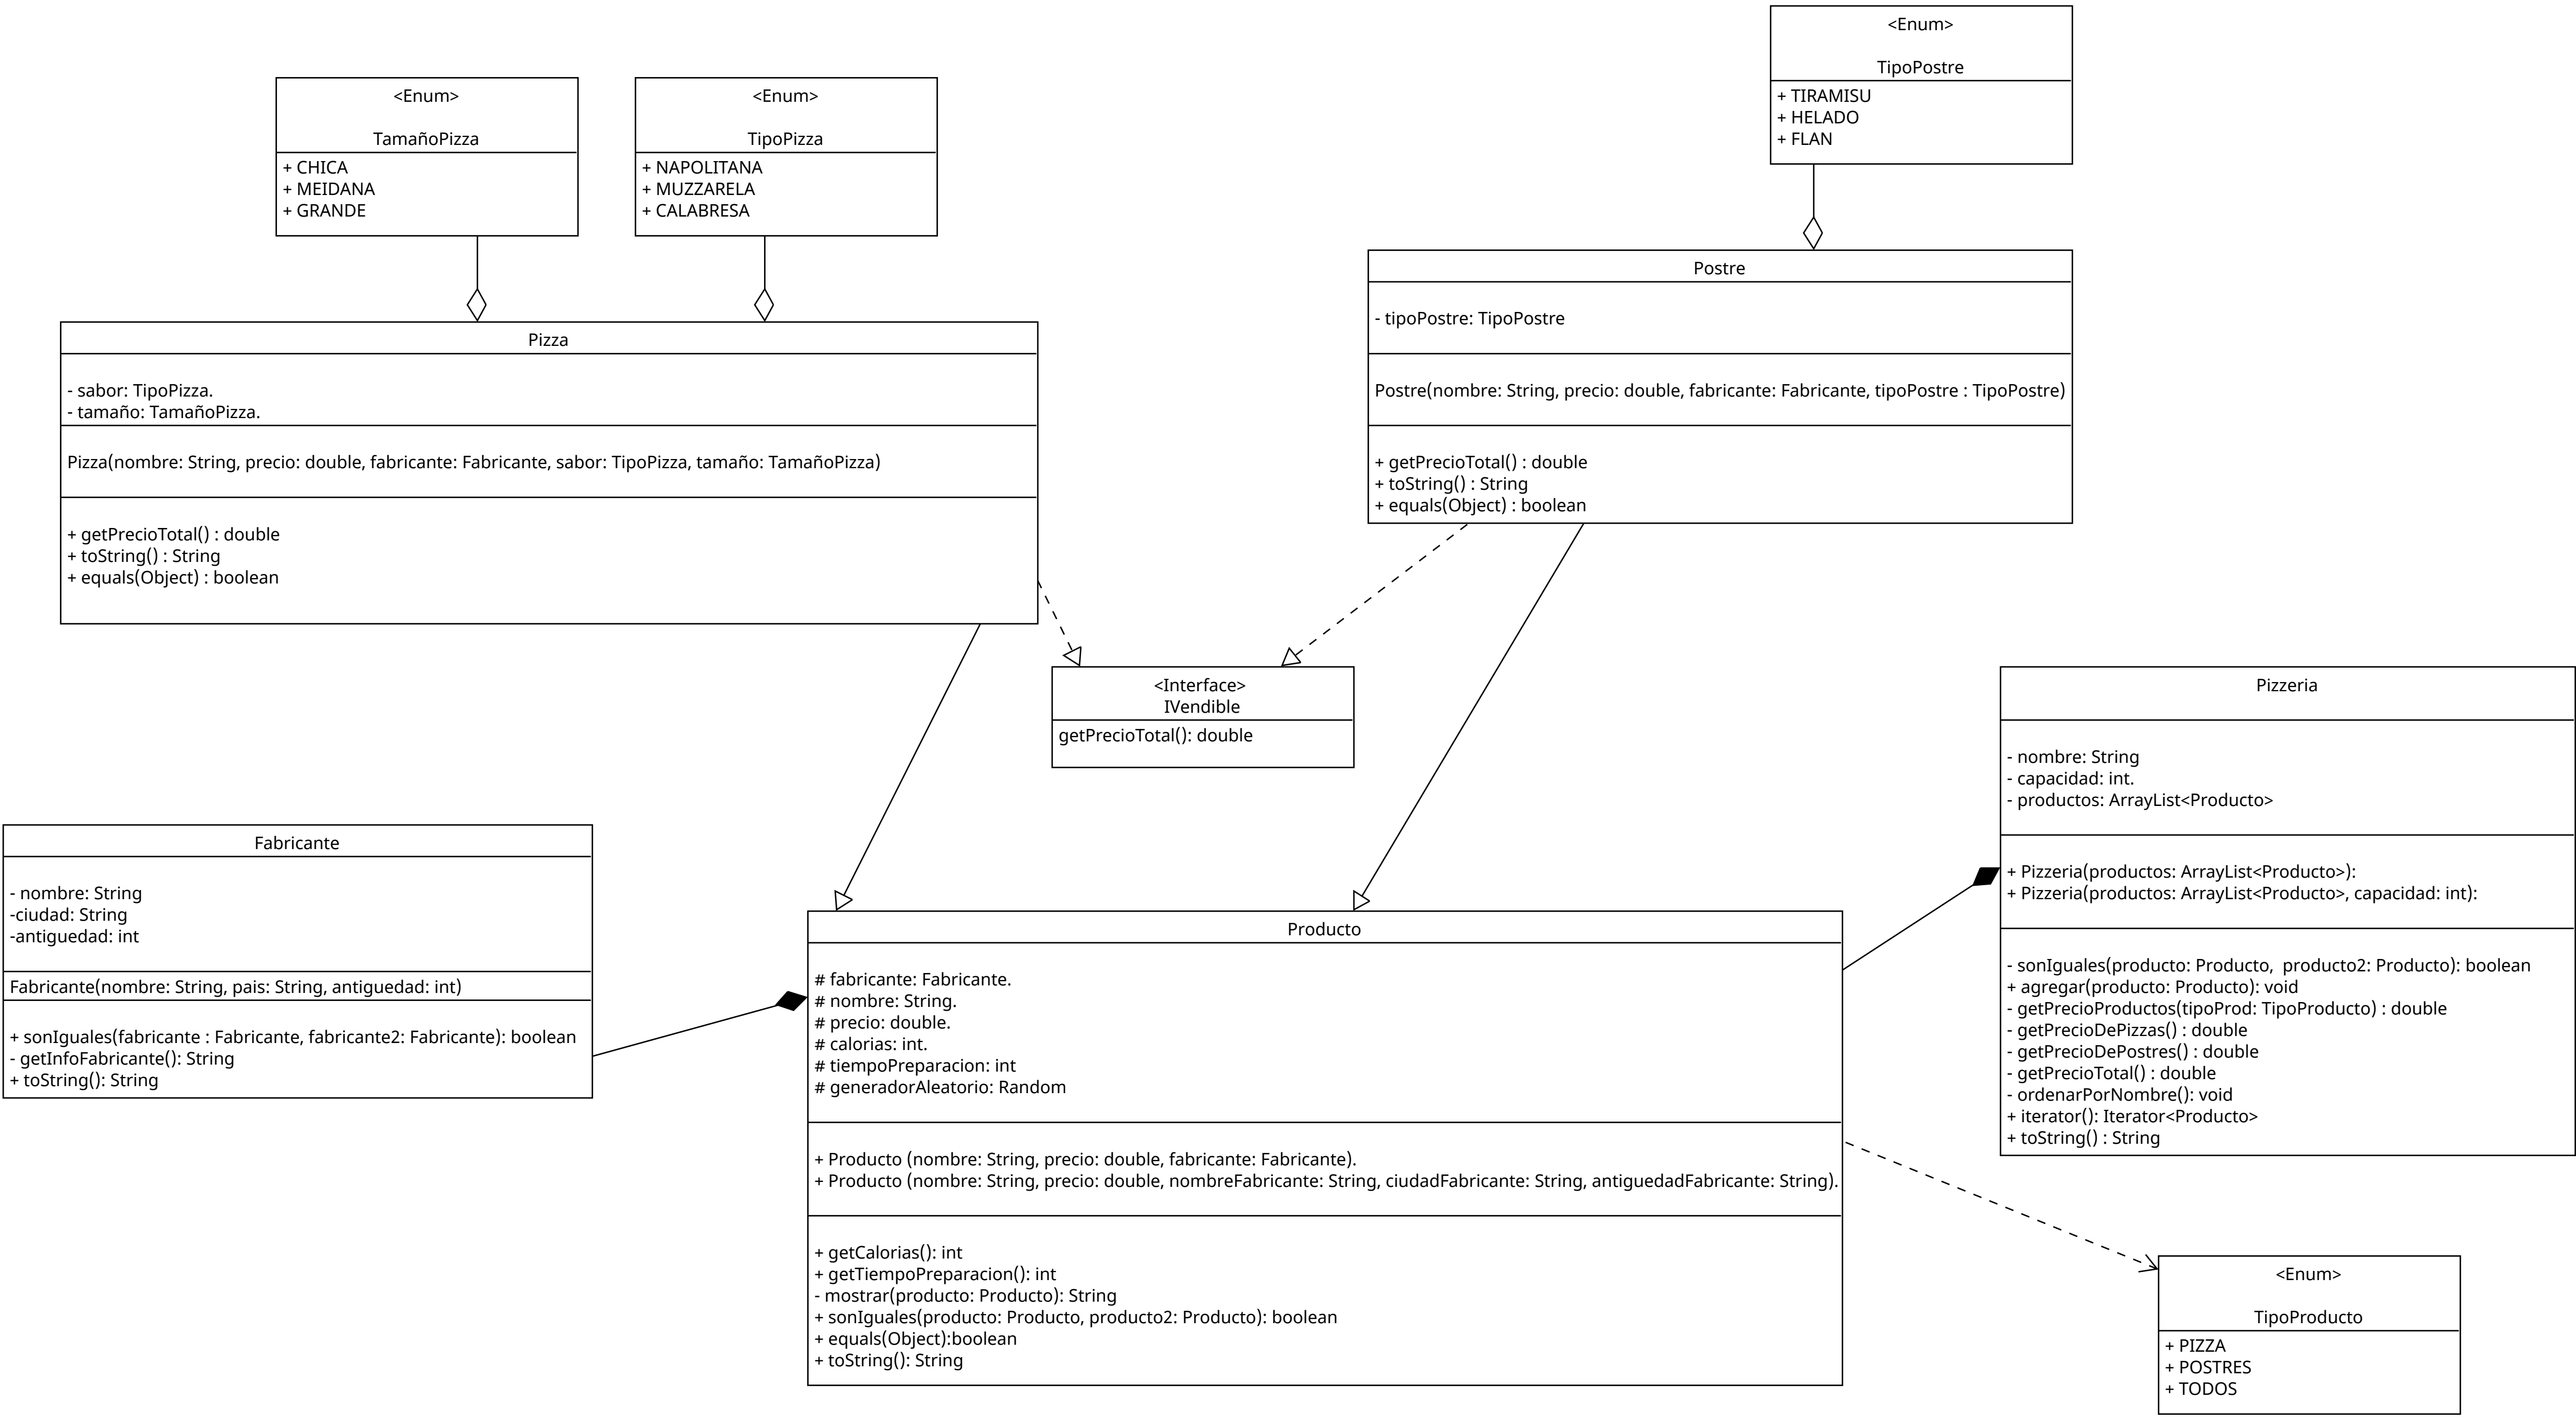 <Enum>
TipoPostre
+ TIRAMISU
+ HELADO
+ FLAN
<Enum>
TamañoPizza
+ CHICA
+ MEIDANA
+ GRANDE
<Enum>
TipoPizza
+ NAPOLITANA
+ MUZZARELA
+ CALABRESA
Postre
- tipoPostre: TipoPostre
Postre(nombre: String, precio: double, fabricante: Fabricante, tipoPostre : TipoPostre)
+ getPrecioTotal() : double
+ toString() : String
+ equals(Object) : boolean
Pizza
- sabor: TipoPizza.
- tamaño: TamañoPizza.
Pizza(nombre: String, precio: double, fabricante: Fabricante, sabor: TipoPizza, tamaño: TamañoPizza)
+ getPrecioTotal() : double
+ toString() : String
+ equals(Object) : boolean
<Interface>
IVendible
getPrecioTotal(): double
Pizzeria
- nombre: String
- capacidad: int.
- productos: ArrayList<Producto>
+ Pizzeria(productos: ArrayList<Producto>):
+ Pizzeria(productos: ArrayList<Producto>, capacidad: int):
- sonIguales(producto: Producto,  producto2: Producto): boolean
+ agregar(producto: Producto): void
- getPrecioProductos(tipoProd: TipoProducto) : double
- getPrecioDePizzas() : double
- getPrecioDePostres() : double
- getPrecioTotal() : double
- ordenarPorNombre(): void
+ iterator(): Iterator<Producto>
+ toString() : String
Fabricante
- nombre: String
-ciudad: String
-antiguedad: int
Fabricante(nombre: String, pais: String, antiguedad: int)
+ sonIguales(fabricante : Fabricante, fabricante2: Fabricante): boolean
- getInfoFabricante(): String
+ toString(): String
Producto
# fabricante: Fabricante.
# nombre: String.
# precio: double.
# calorias: int.
# tiempoPreparacion: int
# generadorAleatorio: Random
+ Producto (nombre: String, precio: double, fabricante: Fabricante).
+ Producto (nombre: String, precio: double, nombreFabricante: String, ciudadFabricante: String, antiguedadFabricante: String).
+ getCalorias(): int
+ getTiempoPreparacion(): int
- mostrar(producto: Producto): String
+ sonIguales(producto: Producto, producto2: Producto): boolean
+ equals(Object):boolean
+ toString(): String
<Enum>
TipoProducto
+ PIZZA
+ POSTRES
+ TODOS